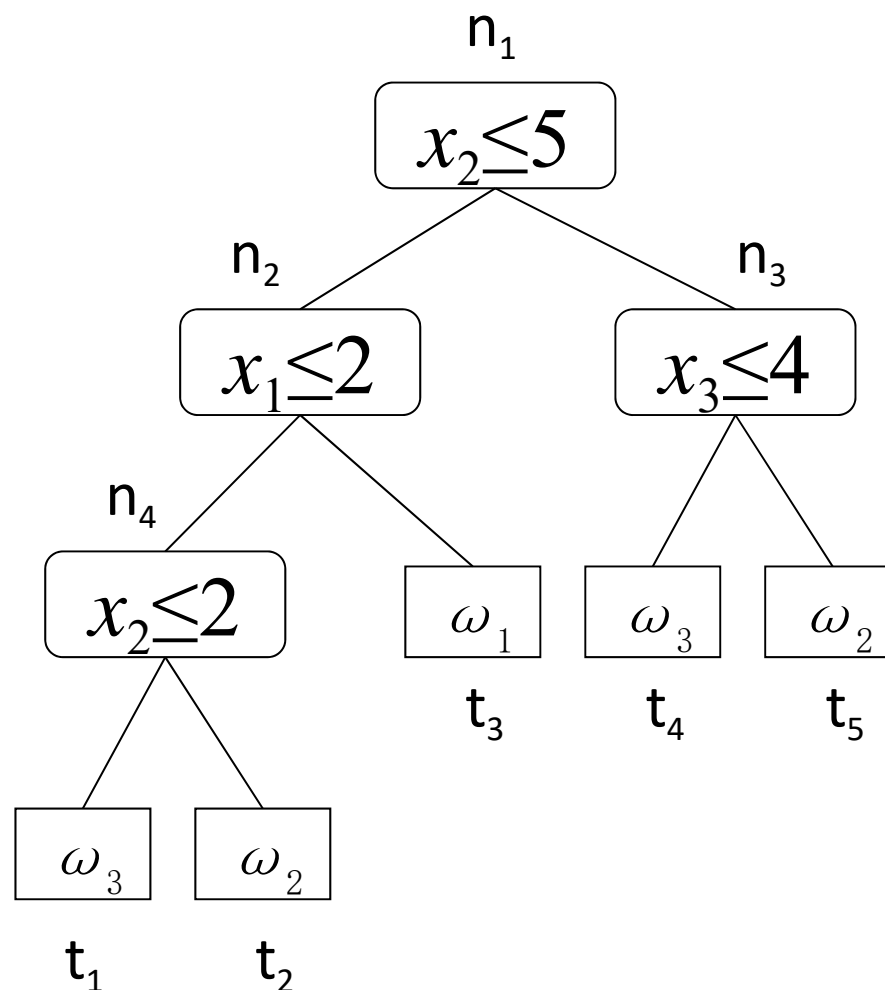 n₁
x₂≤5
n₂ n₃
x₁≤2 x₃≤4
n₄
x₂≤2 ω₁ ω₃ ω₂
t₃ t₄ t₅
ω₃ ω₂
t₁ t₂